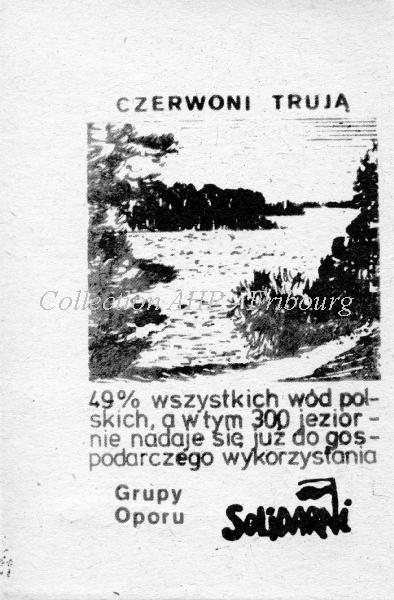 CZERWONI TRUJĄ
Collection AHP - Fribourg
49% wszystkich wód pol-
skich, a w tym 300 jezior -
nie nadaje się już do gos-
podarczego wykorzystania
Grupy
Oporu
SOLIDARNI